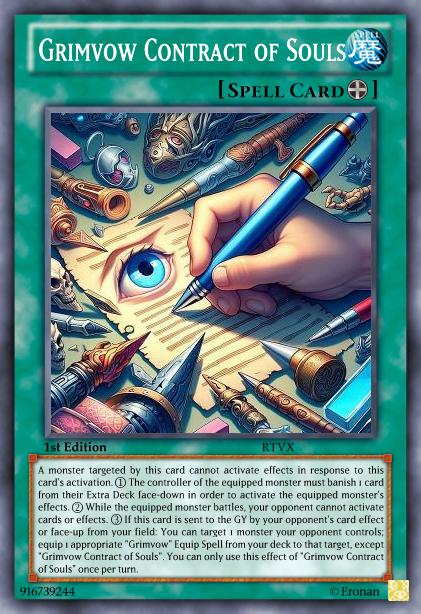 GRIMVOW CONTRACT OF SOULS
SPELL
魔
[SPELL CARD]
1st Edition RTVX
A monster targeted by this card cannot activate effects in response to this
card's activation. ① The controller of the equipped monster must banish 1 card
from their Extra Deck face-down in order to activate the equipped monster's
effects. ② While the equipped monster battles, your opponent cannot activate
cards or effects. ③ If this card is sent to the GY by your opponent's card effect
or face-up from your field: You can target 1 monster your opponent controls;
equip 1 appropriate "Grimvow" Equip Spell from your deck to that target, except
"Grimvow Contract of Souls". You can only use this effect of "Grimvow Contract
of Souls" once per turn.
916739244 ©Eronan